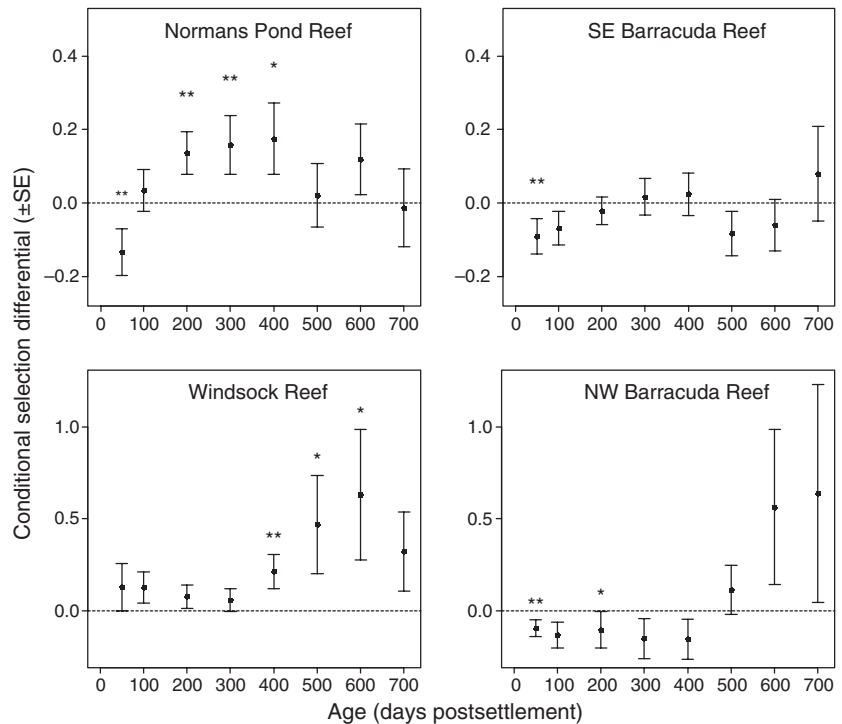 Normans Pond Reef
SE Barracuda Reef
0.4
0.2
0.0
−0.2
** ** ** * **
0 100 200 300 400 500 600 700
0.4
0.2
0.0
−0.2
**
0 100 200 300 400 500 600 700
Conditional selection differential (±SE)
Windsock Reef
NW Barracuda Reef
1.0
0.5
0.0
** * *
0 100 200 300 400 500 600 700
1.0
0.5
0.0
** *
0 100 200 300 400 500 600 700
Age (days postsettlement)